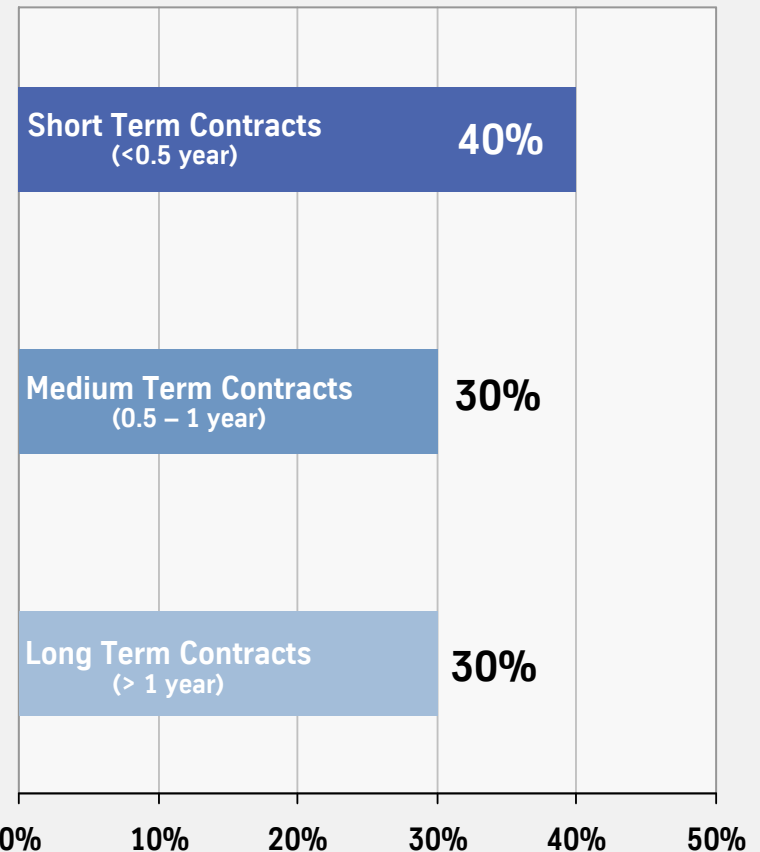 Short Term Contracts
(<0.5 year)
40%
Medium Term Contracts
(0.5 – 1 year)
30%
Long Term Contracts
(> 1 year)
30%
0% 10% 20% 30% 40% 50%